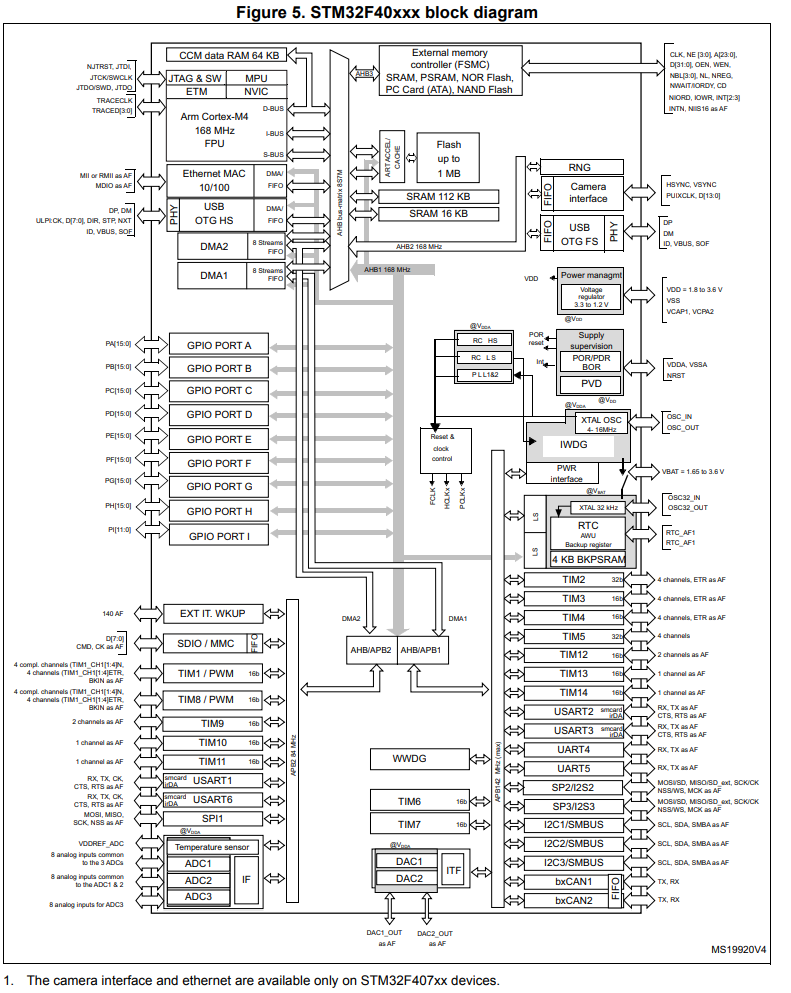 Figure 5. STM32F40xxx block diagram
CCM data RAM 64 KB
NJTRST, JTDI,
JTCK/SWCLK
JTDO/SWD, JTDO
TRACECLK
TRACED[3:0]
JTAG & SW
MPU
ETM
NVIC
Arm Cortex-M4
168 MHz
FPU
D-BUS
I-BUS
S-BUS
MII or RMII as AF
MDIO as AF
Ethernet MAC
10/100
DMA/
FIFO
DP, DM
ULPI:CK, D[7:0], DIR, STP, NXT
ID, VBUS, SOF
PHY
USB
OTG HS
DMA/
FIFO
DMA2
8 Streams
FIFO
DMA1
8 Streams
FIFO
AHB bus-matrix 8S7M
AHB3
External memory
controller (FSMC)
SRAM, PSRAM, NOR Flash,
PC Card (ATA), NAND Flash
CLK, NE [3:0], A[23:0],
D[31:0], OEN, WEN,
NBL[3:0], NL, NREG,
NWAIT/IORDY, CD
NIORD, IOWR, INT[2:3]
INTN, NIIS16 as AF
ART ACCEL/
CACHE
Flash
up to
1 MB
SRAM 112 KB
SRAM 16 KB
AHB2 168 MHz
AHB1 168 MHz
RNG
FIFO
Camera
interface
HSYNC, VSYNC
PUIXCLK, D[13:0]
FIFO
USB
OTG FS
PHY
DP
DM
ID, VBUS, SOF
VDD
Power managmt
Voltage
regulator
3.3 to 1.2 V
@VDD
VDD = 1.8 to 3.6 V
VSS
VCAP1, VCPA2
POR
reset
Int
Supply
supervision
POR/PDR
BOR
PVD
@VDD
VDDA, VSSA
NRST
@VDDA
RC HS
RC LS
P L L1&2
@VDDA
XTAL OSC
4- 16MHz
OSC_IN
OSC_OUT
IWDG
PWR
interface
VBAT = 1.65 to 3.6 V
@VBAT
Reset &
clock
control
FCLK
HCLKx
PCLKx
LS
LS
XTAL 32 kHz
RTC
AWU
Backup register
4 KB BKPSRAM
OSC32_IN
OSC32_OUT
RTC_AF1
RTC_AF1
PA[15:0]
GPIO PORT A
PB[15:0]
GPIO PORT B
PC[15:0]
GPIO PORT C
PD[15:0]
GPIO PORT D
PE[15:0]
GPIO PORT E
PF[15:0]
GPIO PORT F
PG[15:0]
GPIO PORT G
PH[15:0]
GPIO PORT H
PI[11:0]
GPIO PORT I
DMA2
DMA1
AHB/APB2
AHB/APB1
140 AF
EXT IT. WKUP
D[7:0]
CMD, CK as AF
SDIO / MMC
FIFO
4 compl. channels (TIM1_CH1[1:4]N,
4 channels (TIM1_CH1[1:4]ETR,
BKIN as AF
TIM1 / PWM
16b
4 compl. channels (TIM1_CH1[1:4]N,
4 channels (TIM1_CH1[1:4]ETR,
BKIN as AF
TIM8 / PWM
16b
2 channels as AF
TIM9
16b
1 channel as AF
TIM10
16b
1 channel as AF
TIM11
16b
RX, TX, CK,
CTS, RTS as AF
smcard
irDA
USART1
RX, TX, CK,
CTS, RTS as AF
smcard
irDA
USART6
MOSI, MISO,
SCK, NSS as AF
SPI1
@VDDA
VDDREF_ADC
Temperature sensor
8 analog inputs common
to the 3 ADCs
ADC1
8 analog inputs common
to the ADC1 & 2
ADC2
8 analog inputs for ADC3
ADC3
IF
APB2 84 MHz
WWDG
TIM6
16b
TIM7
16b
@VDDA
DAC1
DAC2
ITF
DAC1_OUT
as AF
DAC2_OUT
as AF
APB142 MHz (max)
TIM2
32b
4 channels, ETR as AF
TIM3
16b
4 channels, ETR as AF
TIM4
16b
4 channels, ETR as AF
TIM5
32b
4 channels
TIM12
16b
2 channels as AF
TIM13
16b
1 channel as AF
TIM14
16b
1 channel as AF
USART2
smcard
irDA
RX, TX as AF
CTS, RTS as AF
USART3
smcard
irDA
RX, TX as AF
CTS, RTS as AF
UART4
RX, TX as AF
UART5
RX, TX as AF
SP2/I2S2
MOSI/SD, MISO/SD_ext, SCK/CK
NSS/WS, MCK as AF
SP3/I2S3
MOSI/SD, MISO/SD_ext, SCK/CK
NSS/WS, MCK as AF
I2C1/SMBUS
SCL, SDA, SMBA as AF
I2C2/SMBUS
SCL, SDA, SMBA as AF
I2C3/SMBUS
SCL, SDA, SMBA as AF
bxCAN1
TX, RX
bxCAN2
TX, RX
FIFO
MS19920V4
1. The camera interface and ethernet are available only on STM32F407xx devices.